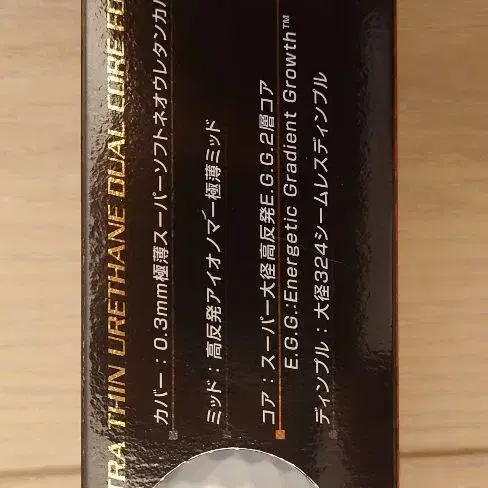 TRA THIN URETHANE DUAL CORE FO
カバー：0.3mm極薄スーパーソフトネオウレタンカバ
ミッド：高反発アイオノマー極薄ミッド
コア：スーパー大径高反発E.G.G.2層コア
E.G.G.:Energetic Gradient Growth™
ディンプル：大径324シームレスディンプル